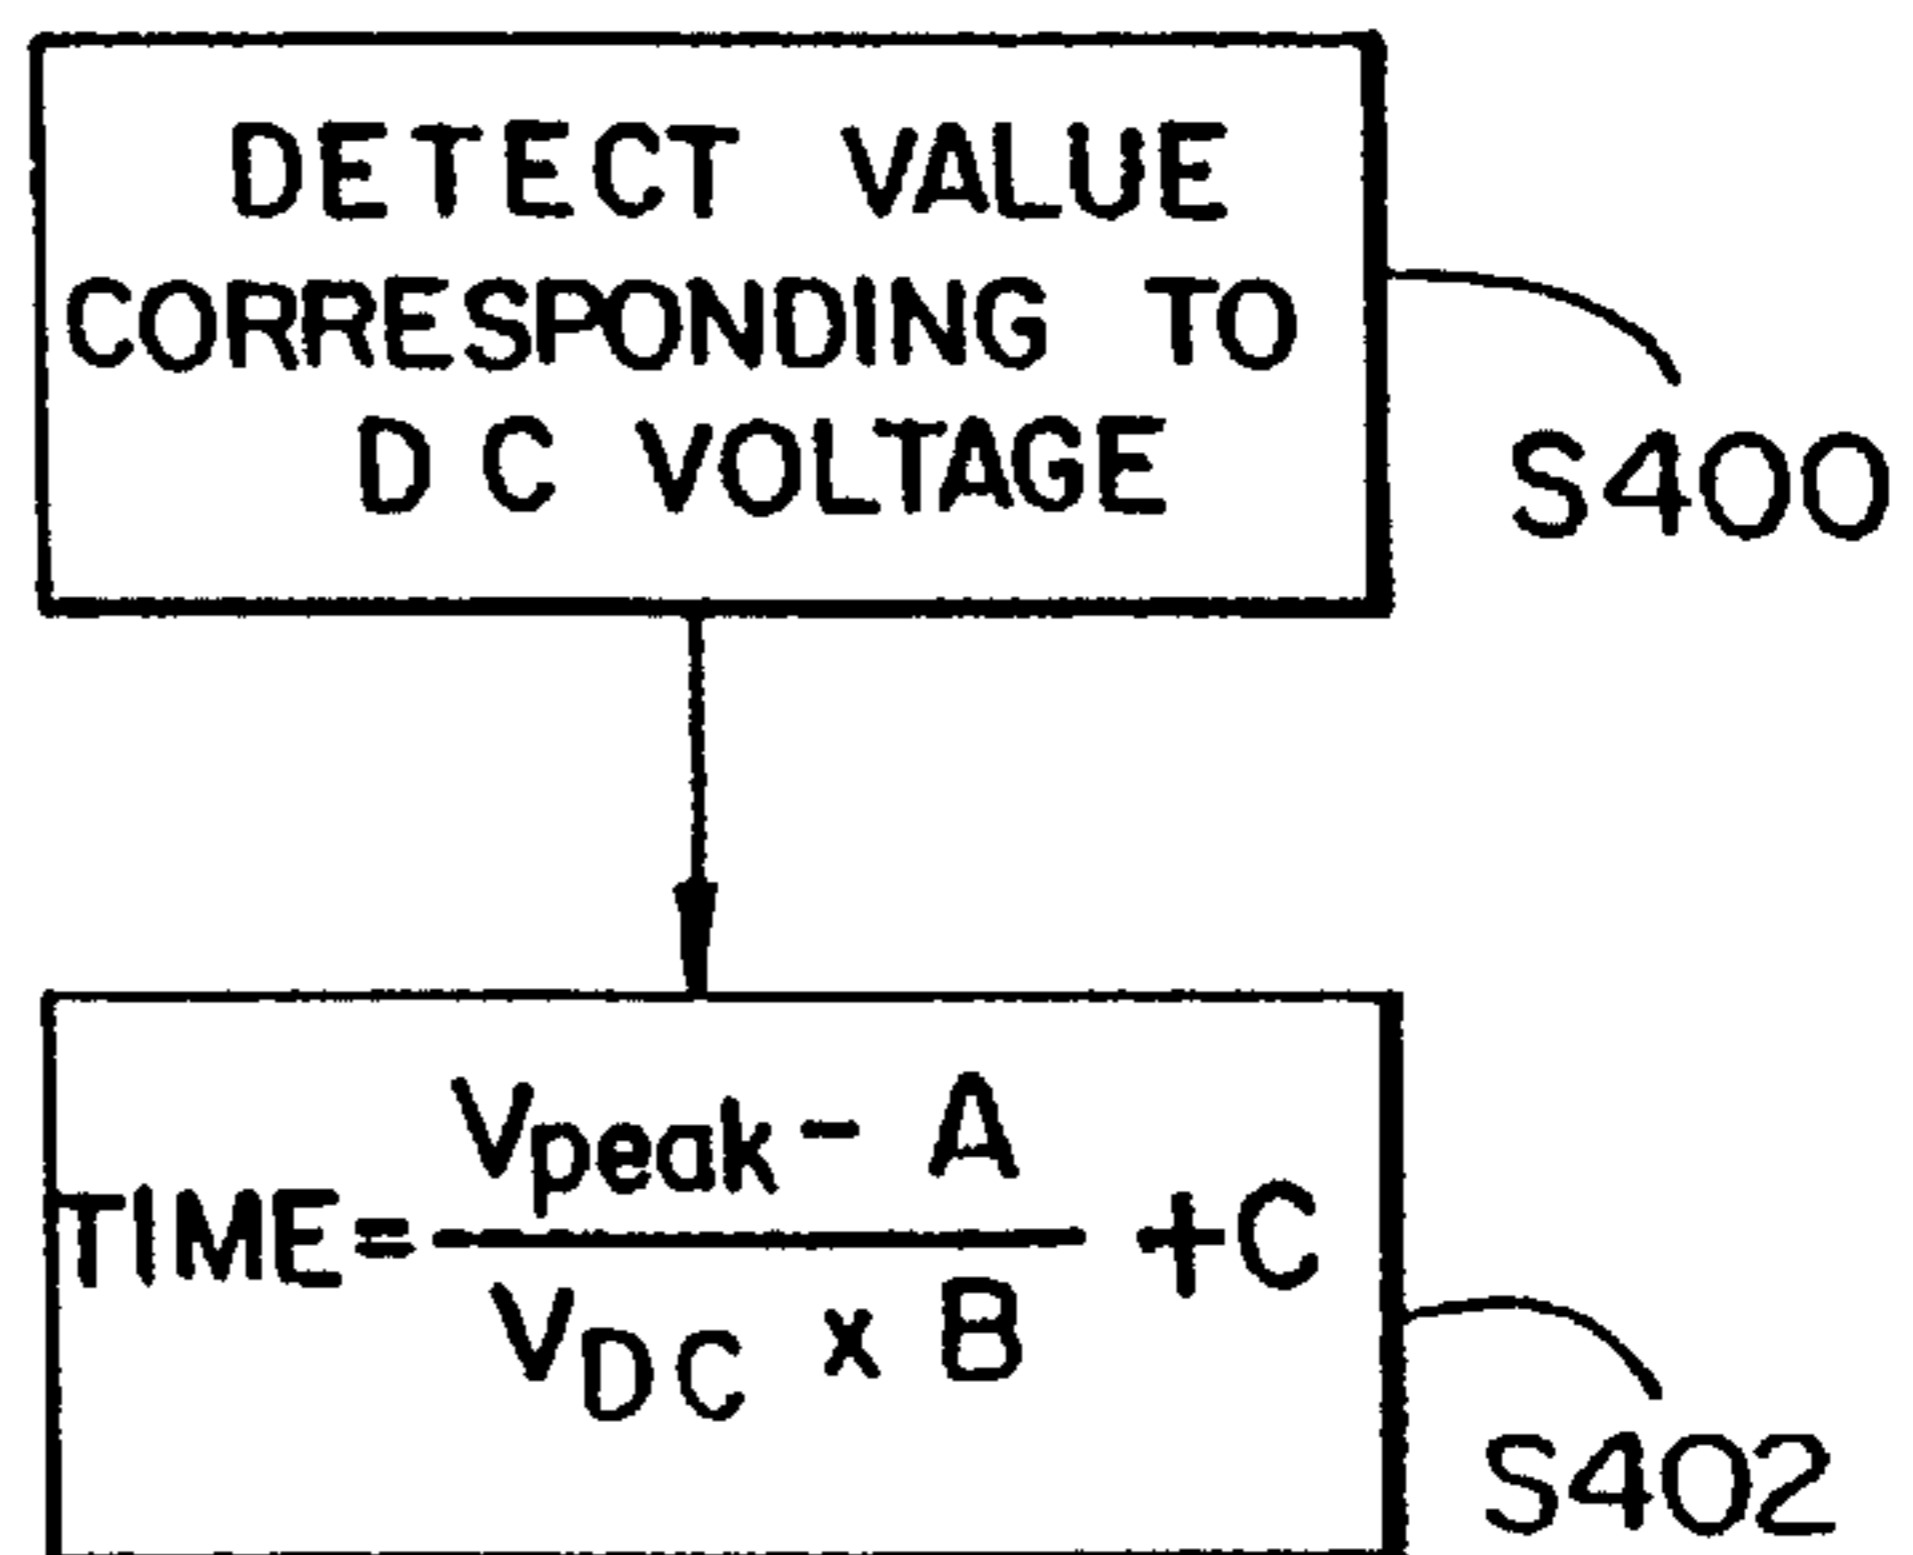 DETECT VALUE
CORRESPONDING TO
D C VOLTAGE
S400
Vpeak - A
TIME= +C
VDC x B
S402